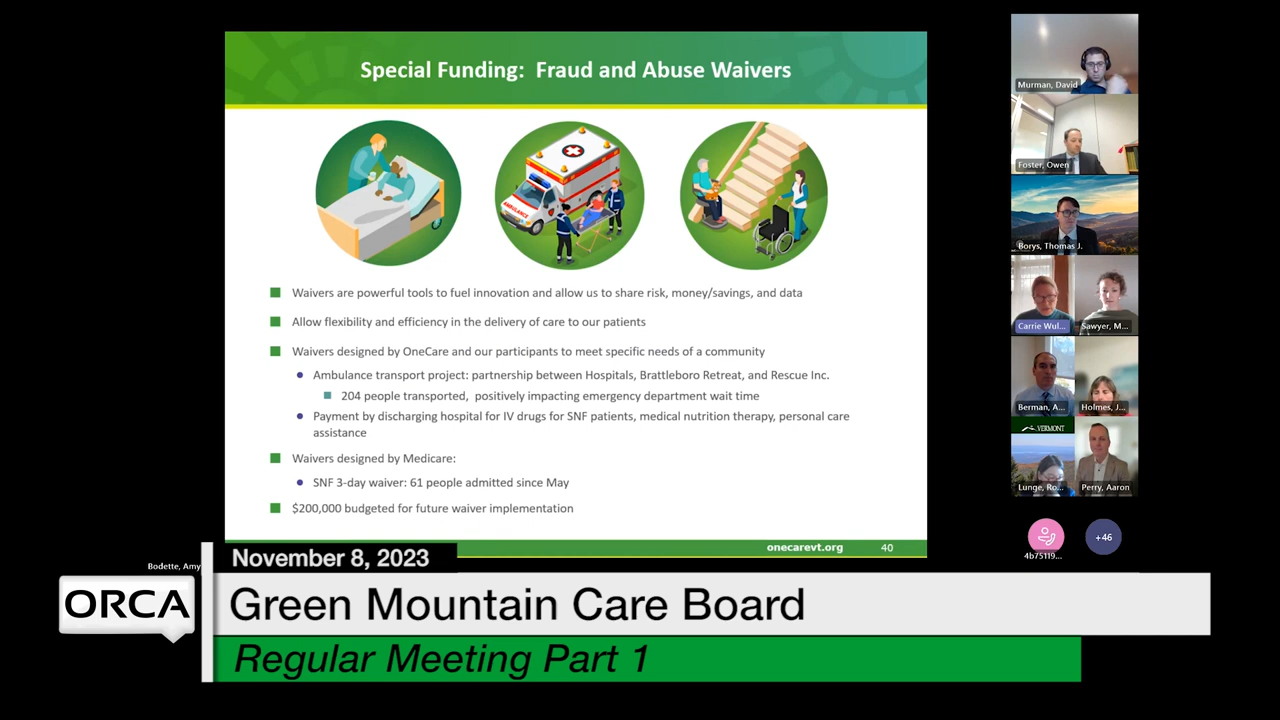 Special Funding: Fraud and Abuse Waivers
AMBULANCE
Waivers are powerful tools to fuel innovation and allow us to share risk, money/savings, and data
Allow flexibility and efficiency in the delivery of care to our patients
Waivers designed by OneCare and our participants to meet specific needs of a community
Ambulance transport project: partnership between Hospitals, Brattleboro Retreat, and Rescue Inc.
204 people transported, positively impacting emergency department wait time
Payment by discharging hospital for IV drugs for SNF patients, medical nutrition therapy, personal care
assistance
Waivers designed by Medicare:
SNF 3-day waiver: 61 people admitted since May
$200,000 budgeted for future waiver implementation
onecarevt.org 40
Murman, David
Foster, Owen
Borys, Thomas J.
Carrie Wul... Sawyer, M...
Berman, A... Holmes, J...
VERMONT
Lunge, Ro... Perry, Aaron
4b75119... +46
Bodette, Amy
November 8, 2023
ORCA
Green Mountain Care Board
Regular Meeting Part 1